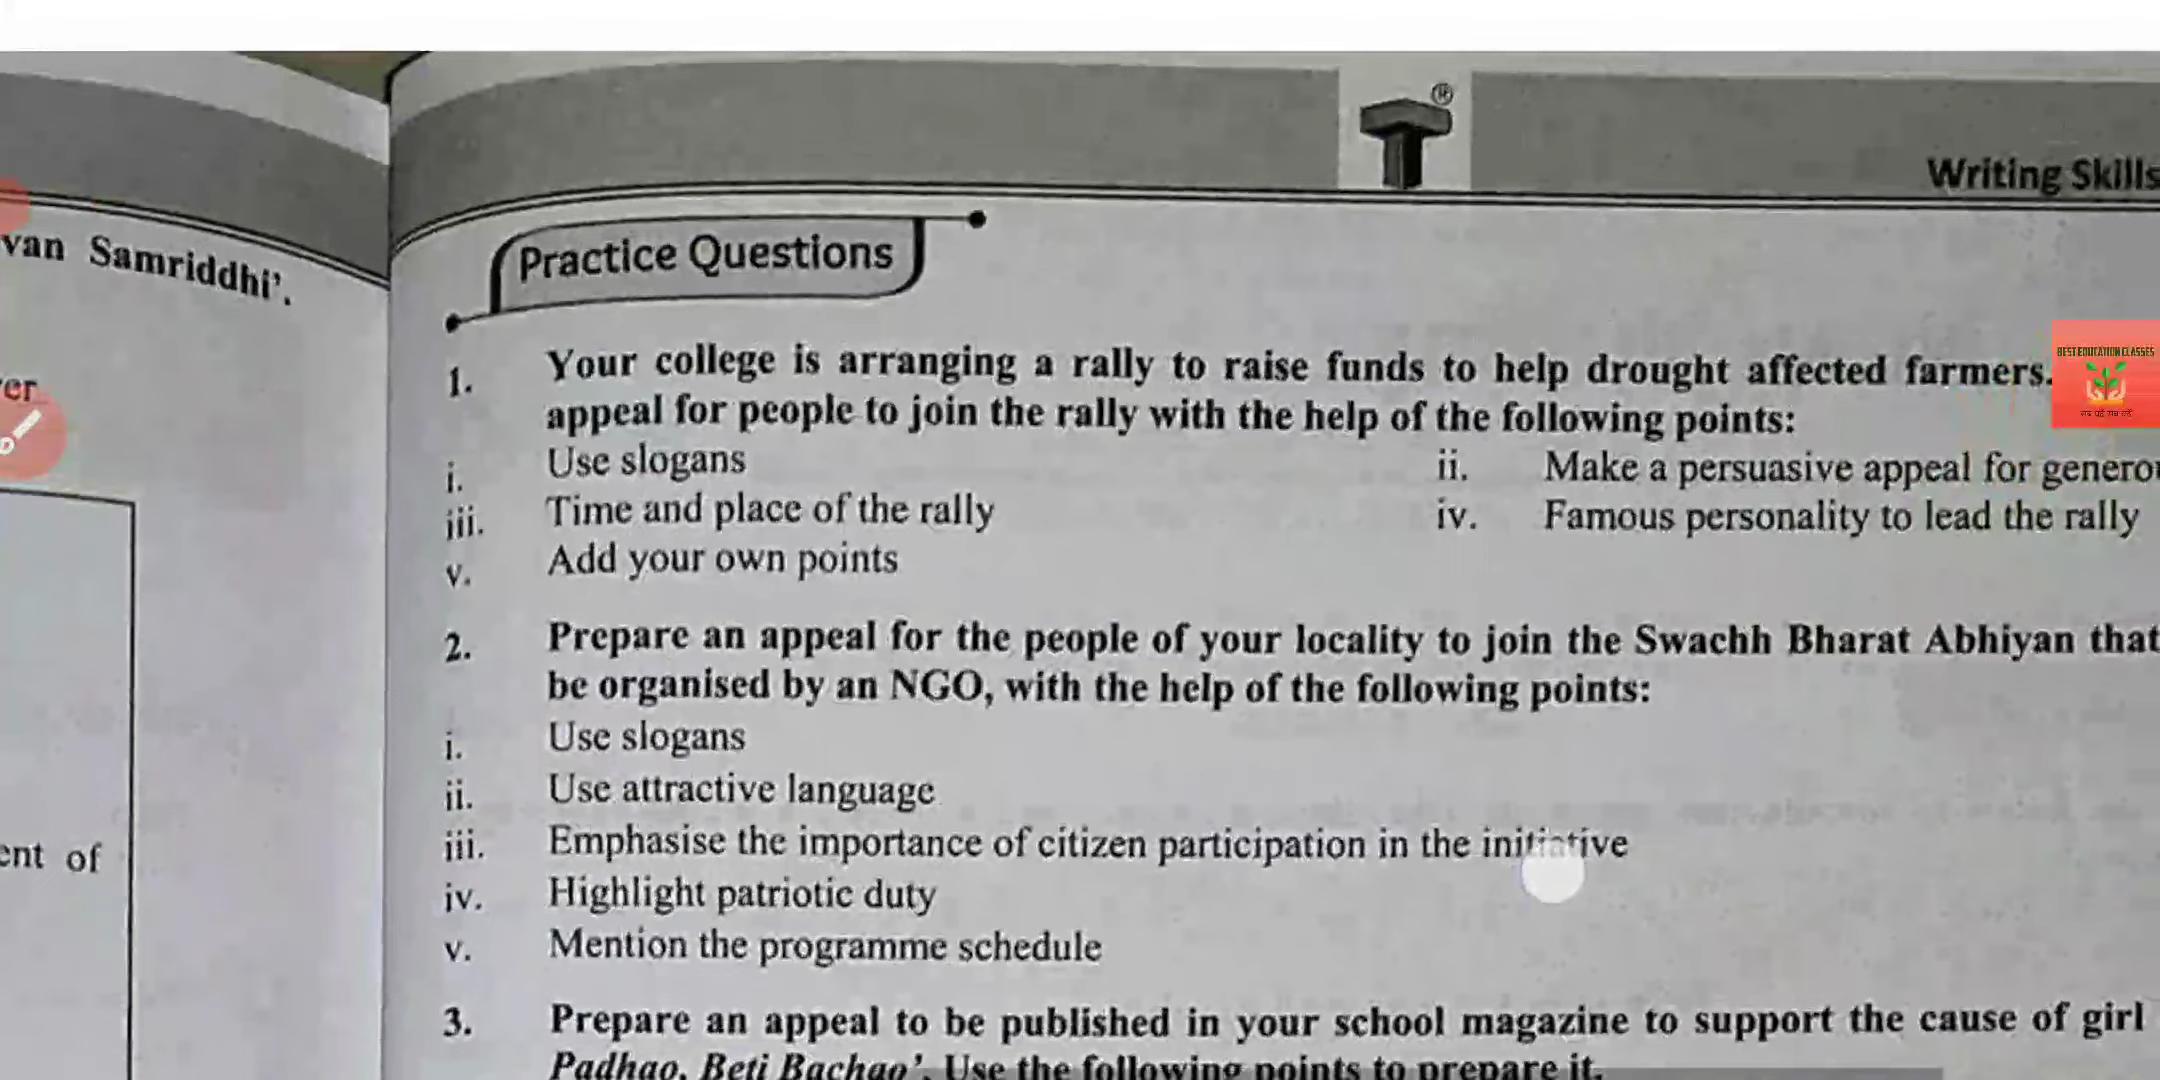 Writing Skills
van Samriddhi'.
er
ent of
Practice Questions
1. Your college is arranging a rally to raise funds to help drought affected farmers.
appeal for people to join the rally with the help of the following points:
i. Use slogans
ii. Make a persuasive appeal for genero
iii. Time and place of the rally
iv. Famous personality to lead the rally
v. Add your own points
2. Prepare an appeal for the people of your locality to join the Swachh Bharat Abhiyan that
be organised by an NGO, with the help of the following points:
i. Use slogans
ii. Use attractive language
iii. Emphasise the importance of citizen participation in the initiative
iv. Highlight patriotic duty
v. Mention the programme schedule
3. Prepare an appeal to be published in your school magazine to support the cause of girl
Padhao, Beti Bachao'. Use the following points to prepare it.
BEST EDUCATION CLASSES